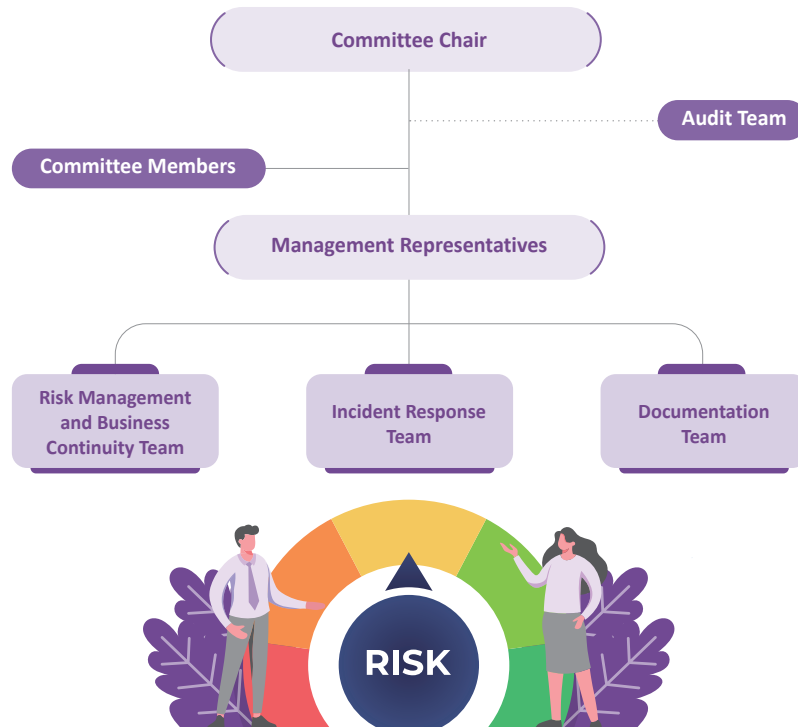 Committee Chair
Audit Team
Committee Members
Management Representatives
Risk Management
and Business
Continuity Team
Incident Response
Team
Documentation
Team
RISK